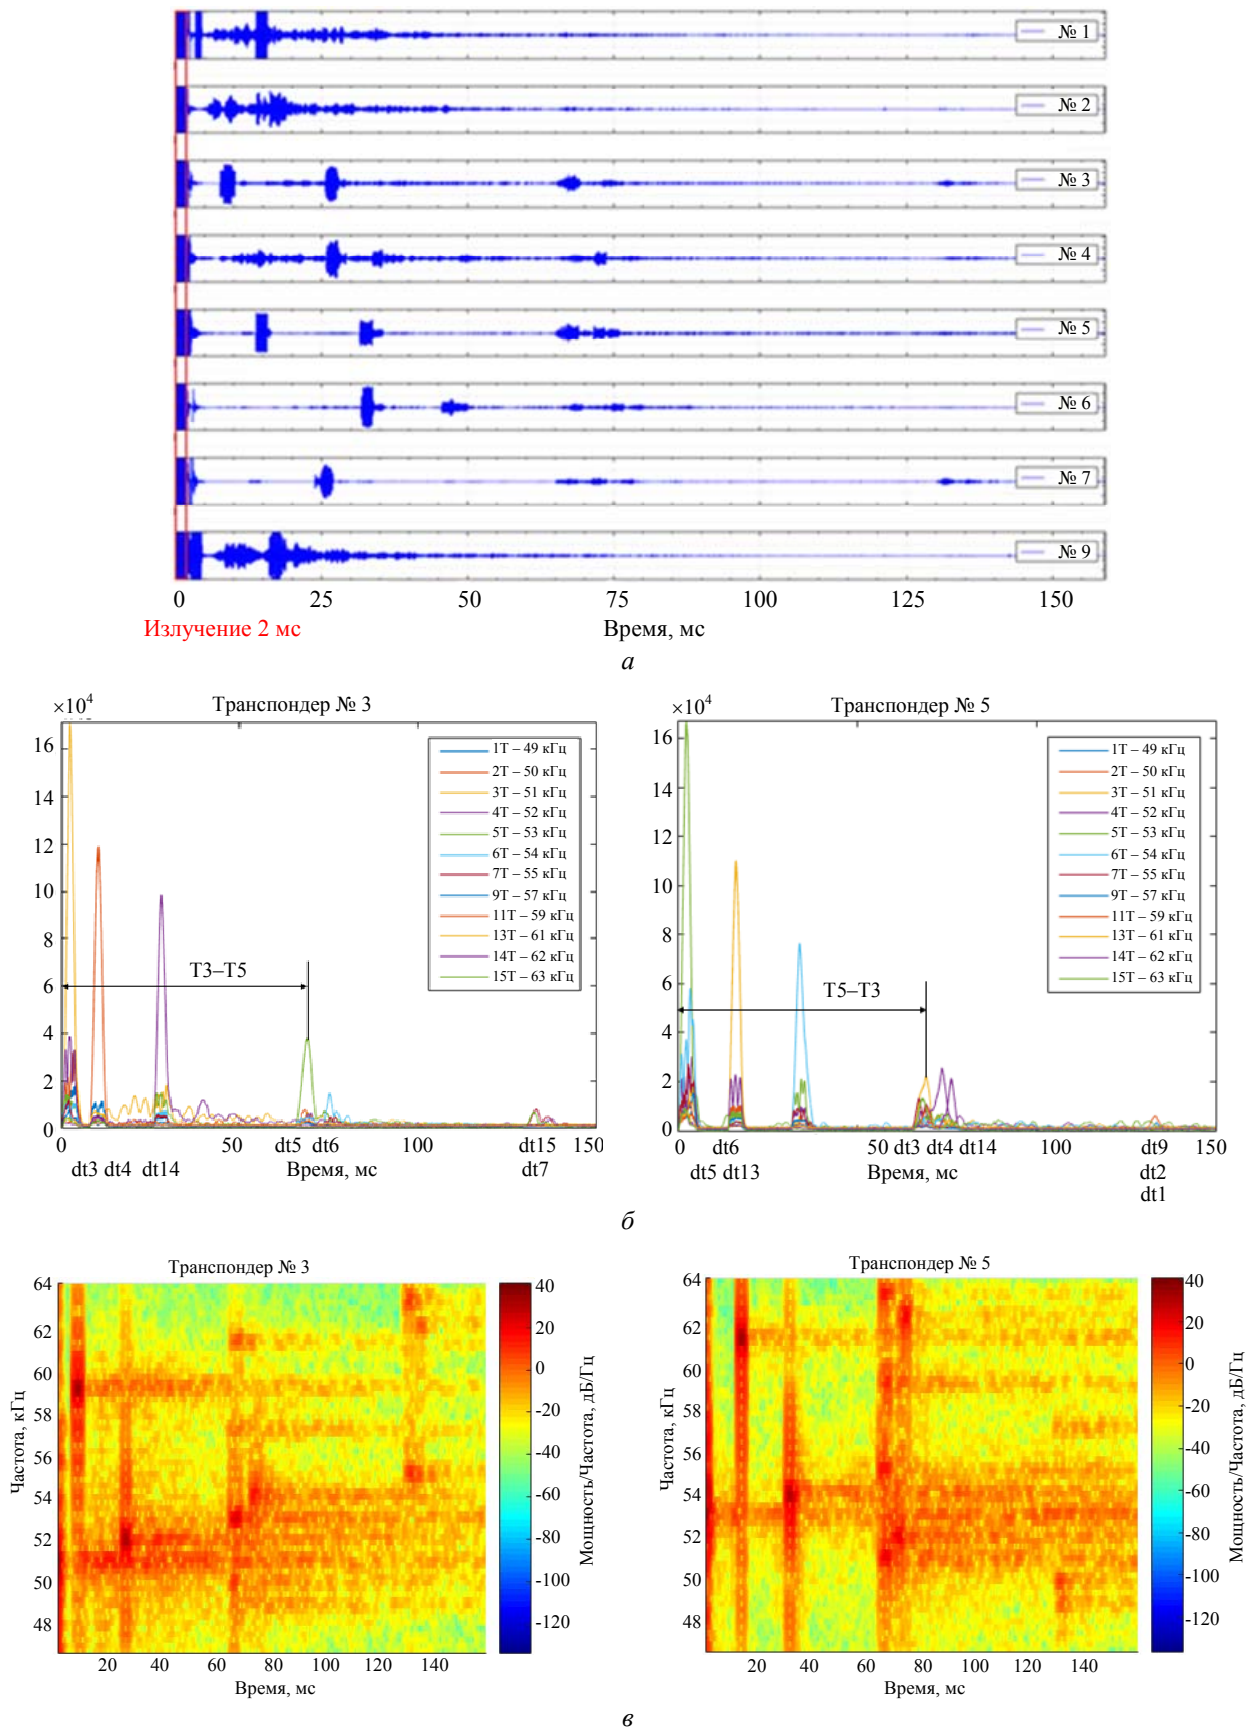 № 1
№ 2
№ 3
№ 4
№ 5
№ 6
№ 7
№ 9
0 25 50 75 100 125 150
Излучение 2 мс Время, мс
а
×10⁴ Транспондер № 3
16
14
12
10
8
6
4
2
0
1T – 49 кГц
2T – 50 кГц
3T – 51 кГц
4T – 52 кГц
5T – 53 кГц
6T – 54 кГц
7T – 55 кГц
9T – 57 кГц
11T – 59 кГц
13T – 61 кГц
14T – 62 кГц
15T – 63 кГц
T3–T5
0 50 dt5 dt6 100 dt15 150
dt3 dt4 dt14 Время, мс dt7
×10⁴ Транспондер № 5
16
14
12
10
8
6
4
2
0
1T – 49 кГц
2T – 50 кГц
3T – 51 кГц
4T – 52 кГц
5T – 53 кГц
6T – 54 кГц
7T – 55 кГц
9T – 57 кГц
11T – 59 кГц
13T – 61 кГц
14T – 62 кГц
15T – 63 кГц
T5–T3
0 dt6 50 dt3 dt4 dt14 100 dt9 150
dt5 dt13 Время, мс dt2
dt1
б
Транспондер № 3
Частота, кГц
64
62
60
58
56
54
52
50
48
20 40 60 80 100 120 140
Время, мс
40
20
0
-20
-40
-60
-80
-100
-120
Мощность/Частота, дБ/Гц
Транспондер № 5
Частота, кГц
64
62
60
58
56
54
52
50
48
20 40 60 80 100 120 140
Время, мс
40
20
0
-20
-40
-60
-80
-100
-120
Мощность/Частота, дБ/Гц
в